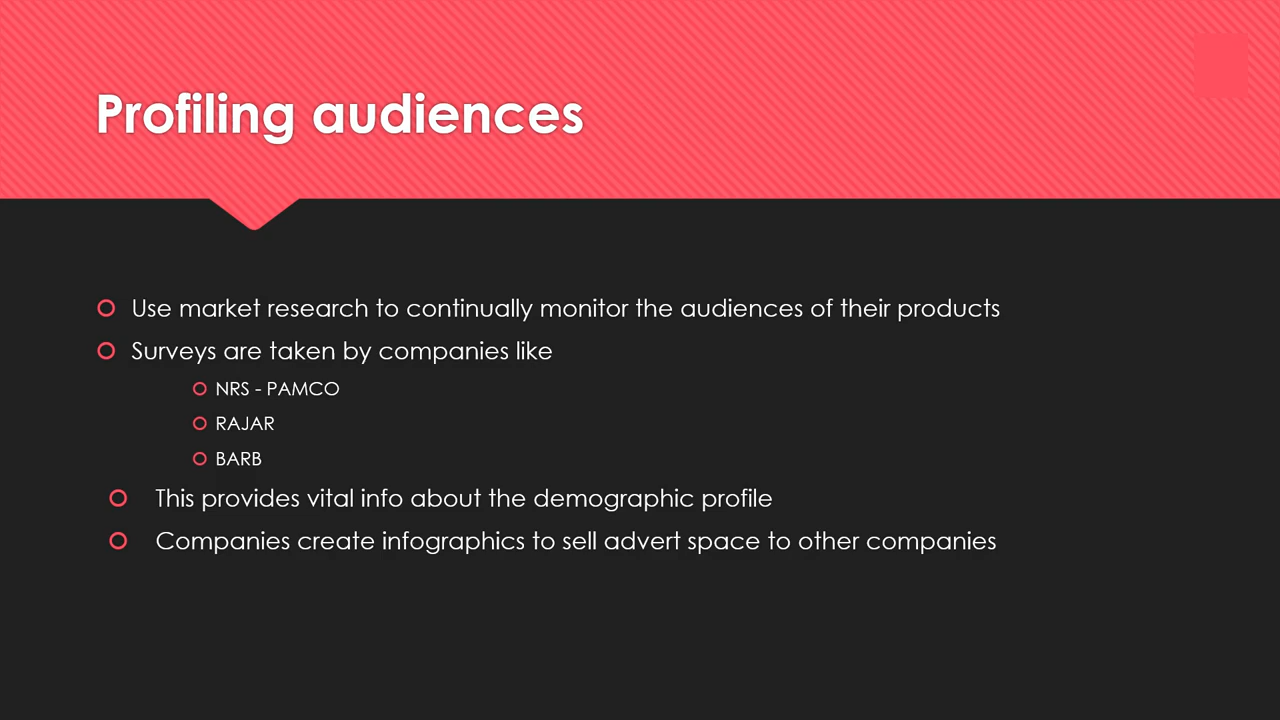 Profiling audiences
Use market research to continually monitor the audiences of their products
Surveys are taken by companies like
NRS - PAMCO
RAJAR
BARB
This provides vital info about the demographic profile
Companies create infographics to sell advert space to other companies